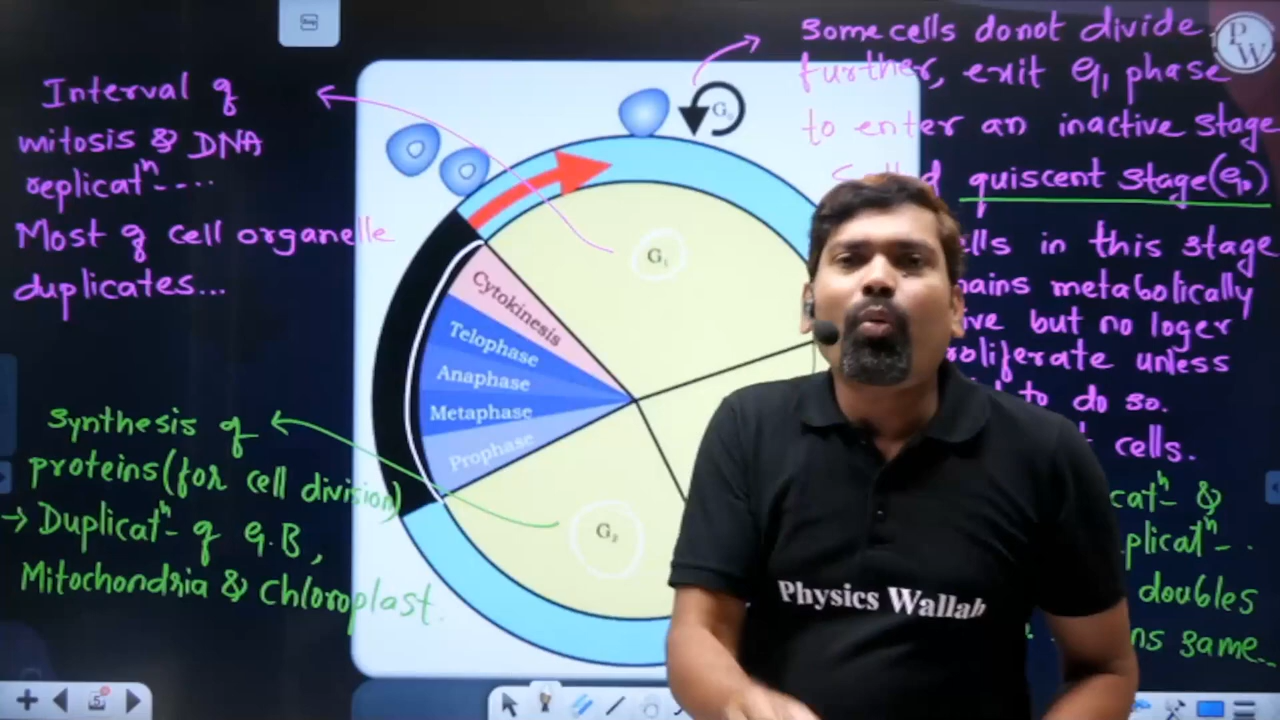 Interval of
mitosis & DNA
replicatⁿ----
Most of cell organelle
duplicates...
Synthesis of
proteins (for cell division)
→ Duplicatⁿ- of G.B,
Mitochondria & Chloroplast.
G₀
G₁
Cytokinesis
Telophase
Anaphase
Metaphase
Prophase
G₂
Some cells do not divide
further, exit G₁ phase
to enter an inactive stage
quiscent stage (G₀)
in this stage
metabolically
but no loger
unless
to do so.
cells.
&
doubles
same..
PW
Physics Wallah
5